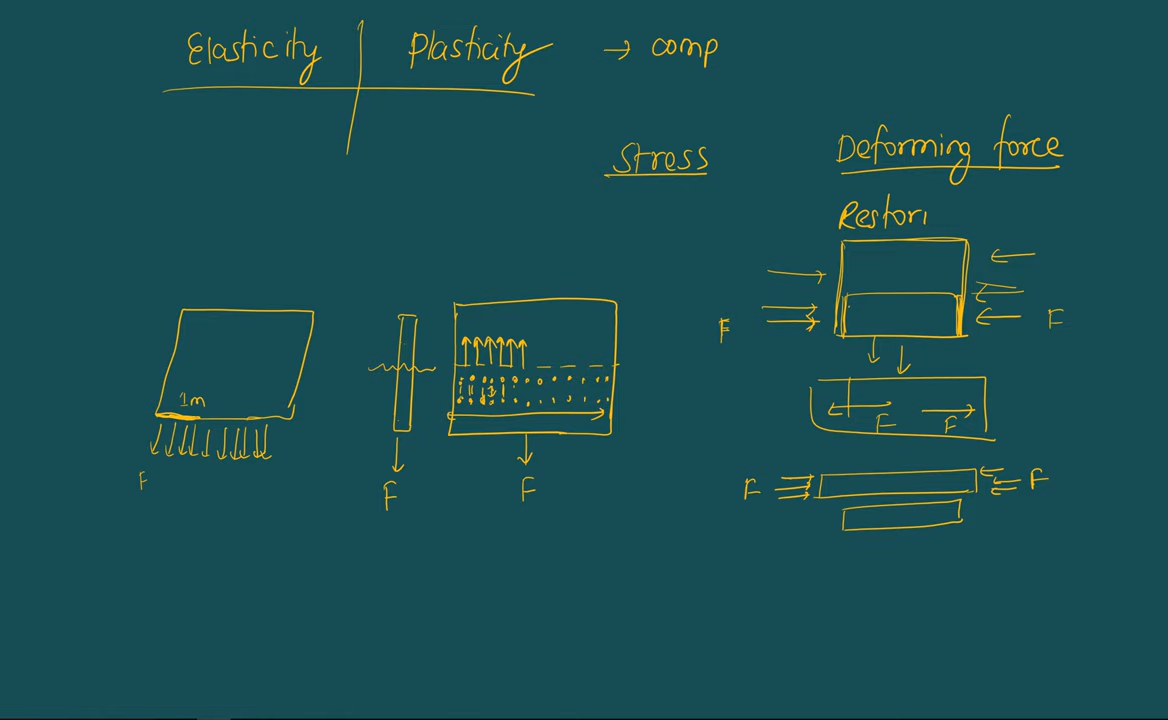 Elasticity Plasticity → comp
Stress
Deforming force
Restori
F F
1m
F F
F
F F
F F